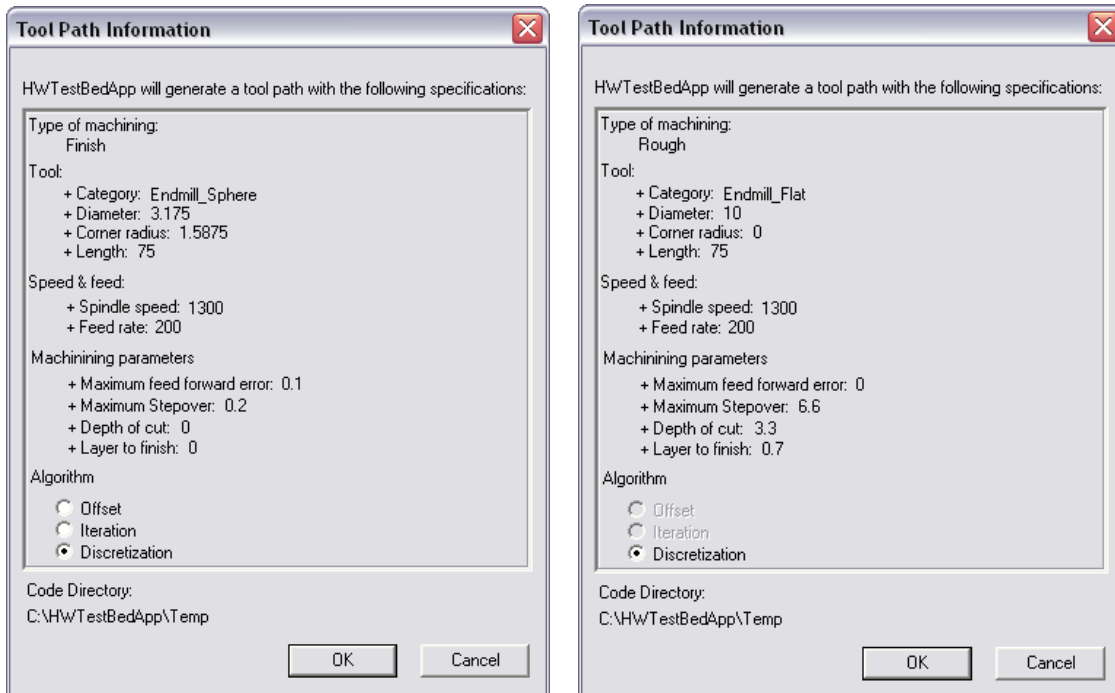 Tool Path Information
HWTestBedApp will generate a tool path with the following specifications:
Type of machining:
Finish
Tool:
+ Category: Endmill_Sphere
+ Diameter: 3.175
+ Corner radius: 1.5875
+ Length: 75
Speed & feed:
+ Spindle speed: 1300
+ Feed rate: 200
Machinining parameters
+ Maximum feed forward error: 0.1
+ Maximum Stepover: 0.2
+ Depth of cut: 0
+ Layer to finish: 0
Algorithm
Offset
Iteration
Discretization
Code Directory:
C:\HWTestBedApp\Temp
OK
Cancel
Tool Path Information
HWTestBedApp will generate a tool path with the following specifications:
Type of machining:
Rough
Tool:
+ Category: Endmill_Flat
+ Diameter: 10
+ Corner radius: 0
+ Length: 75
Speed & feed:
+ Spindle speed: 1300
+ Feed rate: 200
Machinining parameters
+ Maximum feed forward error: 0
+ Maximum Stepover: 6.6
+ Depth of cut: 3.3
+ Layer to finish: 0.7
Algorithm
Offset
Iteration
Discretization
Code Directory:
C:\HWTestBedApp\Temp
OK
Cancel